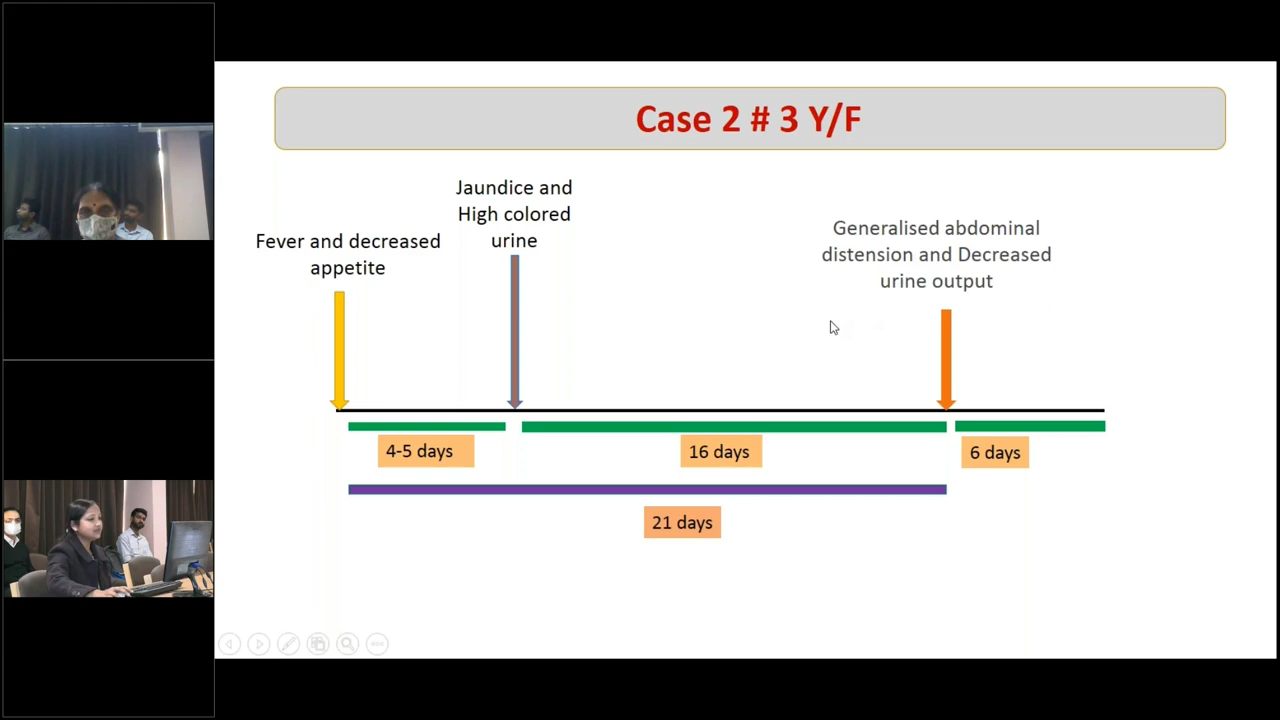 Case 2 # 3 Y/F
Jaundice and
High colored
urine
Fever and decreased
appetite
Generalised abdominal
distension and Decreased
urine output
4-5 days
16 days
6 days
21 days